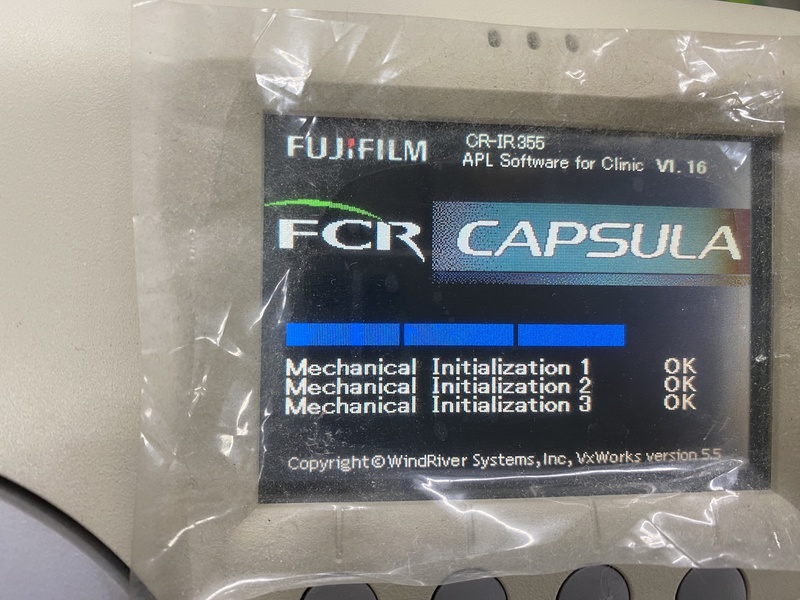 FUJIFILM
CR-IR355
APL Software for Clinic V1.16
FCR CAPSULA
Mechanical Initialization 1 OK
Mechanical Initialization 2 OK
Mechanical Initialization 3 OK
Copyright©WindRiver Systems, Inc, VxWorks version 5.5